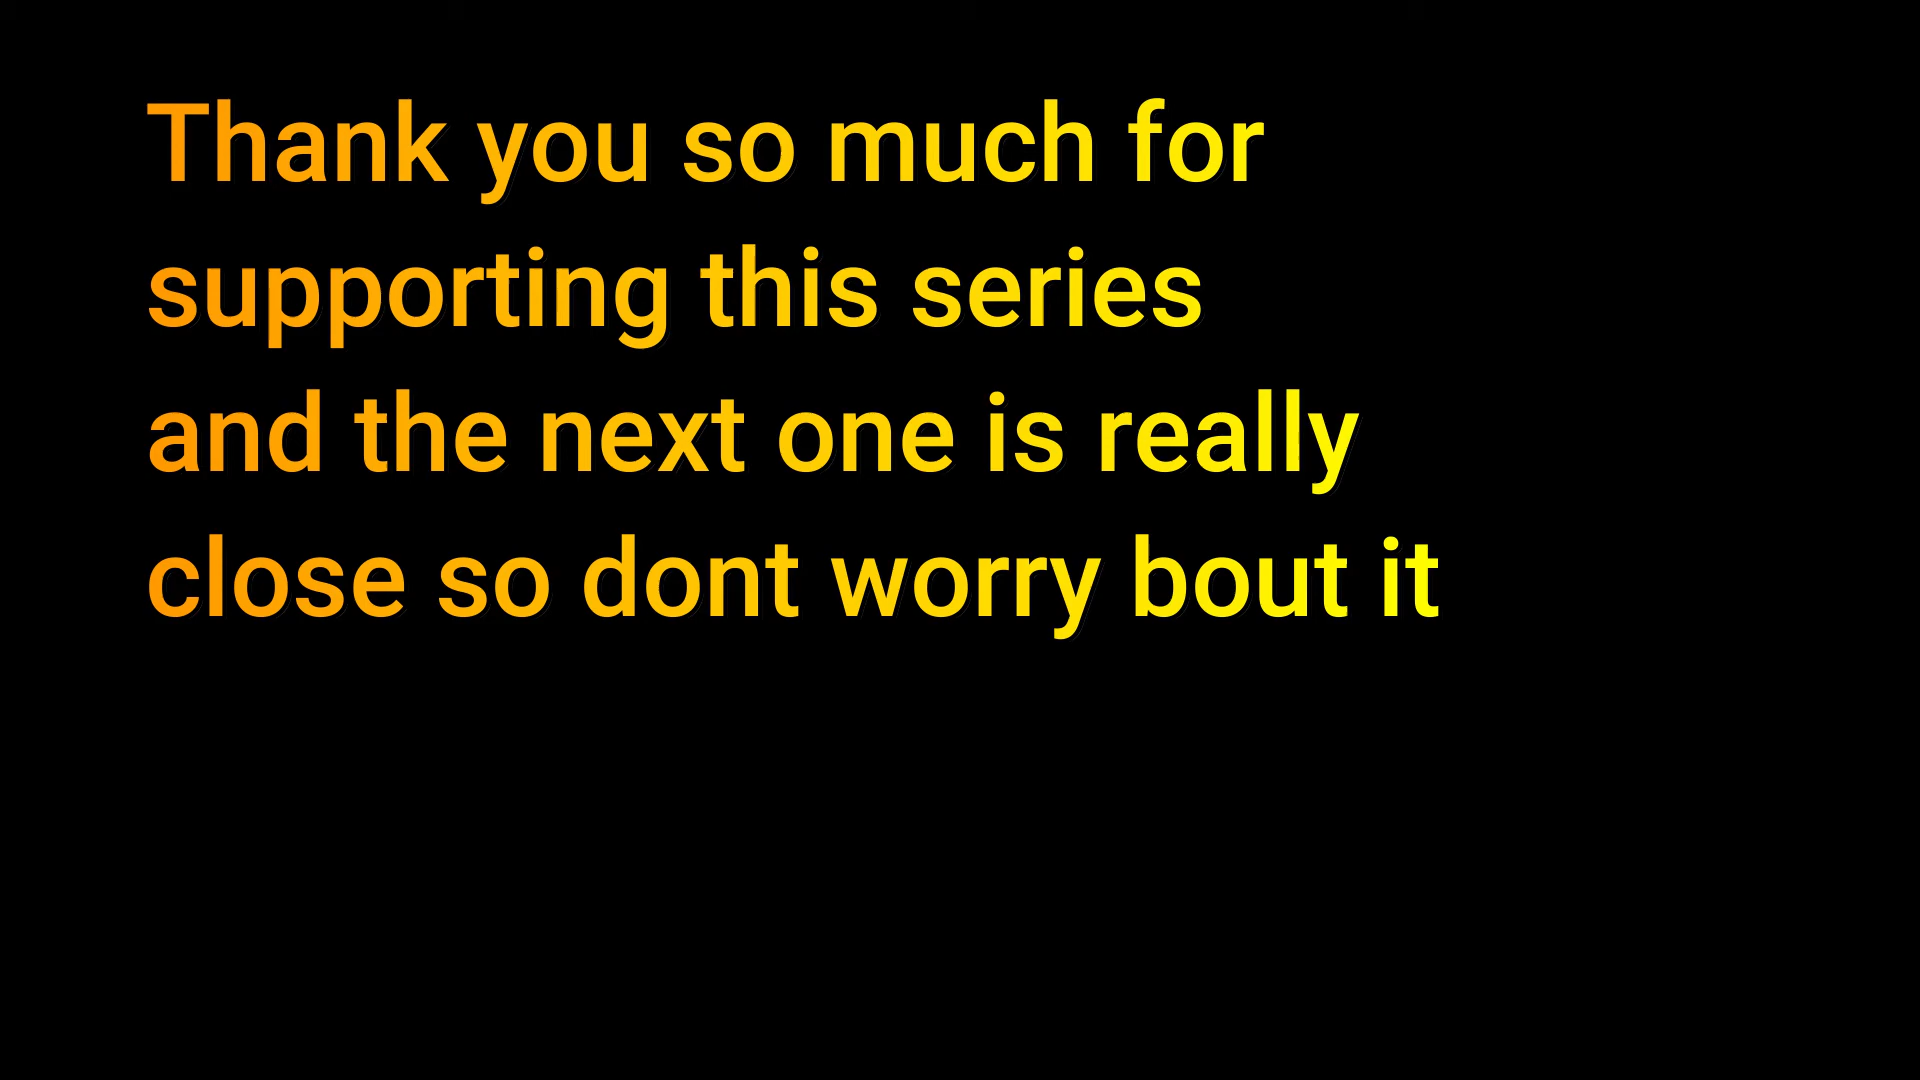 Thank you so much for
supporting this series
and the next one is really
close so dont worry bout it